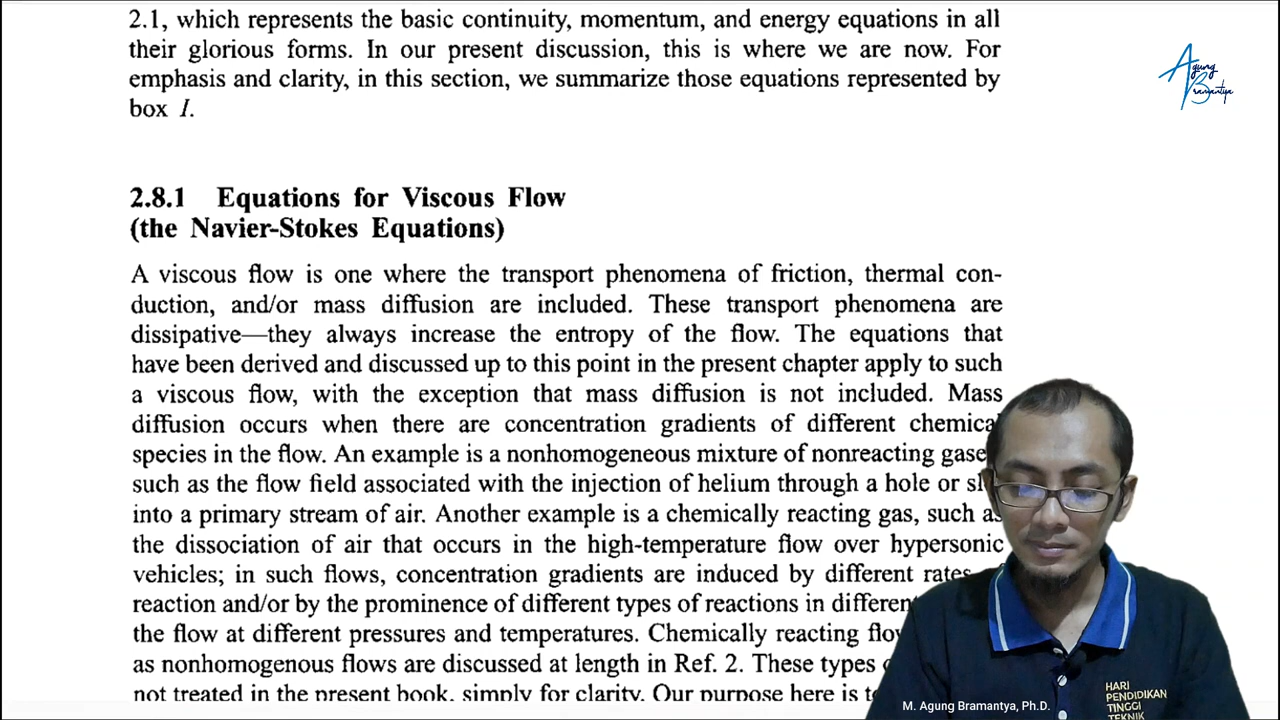 2.1, which represents the basic continuity, momentum, and energy equations in all
their glorious forms. In our present discussion, this is where we are now. For
emphasis and clarity, in this section, we summarize those equations represented by
box I.
2.8.1 Equations for Viscous Flow
(the Navier-Stokes Equations)
A viscous flow is one where the transport phenomena of friction, thermal con-
duction, and/or mass diffusion are included. These transport phenomena are
dissipative—they always increase the entropy of the flow. The equations that
have been derived and discussed up to this point in the present chapter apply to such
a viscous flow, with the exception that mass diffusion is not included. Mass
diffusion occurs when there are concentration gradients of different chemica
species in the flow. An example is a nonhomogeneous mixture of nonreacting gase
such as the flow field associated with the injection of helium through a hole or
into a primary stream of air. Another example is a chemically reacting gas, such as
the dissociation of air that occurs in the high-temperature flow over hypersonic
vehicles; in such flows, concentration gradients are induced by different rates
reaction and/or by the prominence of different types of reactions in different
the flow at different pressures and temperatures. Chemically reacting
as nonhomogenous flows are discussed at length in Ref. 2. These types
not treated in the present book, simply for clarity. Our purpose here is
Agung
Bramantya
HARI
PENDIDIKAN
TINGGI
TEKNIK
M. Agung Bramantya, Ph.D.